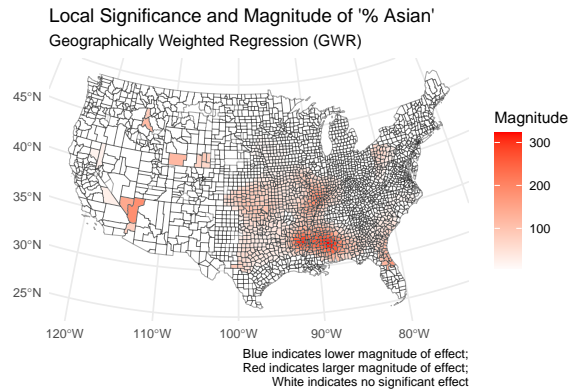 Local Significance and Magnitude of '% Asian'
Geographically Weighted Regression (GWR)
45°N
40°N
35°N
30°N
25°N
120°W 110°W 100°W 90°W 80°W
Magnitude
300
200
100
Blue indicates lower magnitude of effect;
Red indicates larger magnitude of effect;
White indicates no significant effect